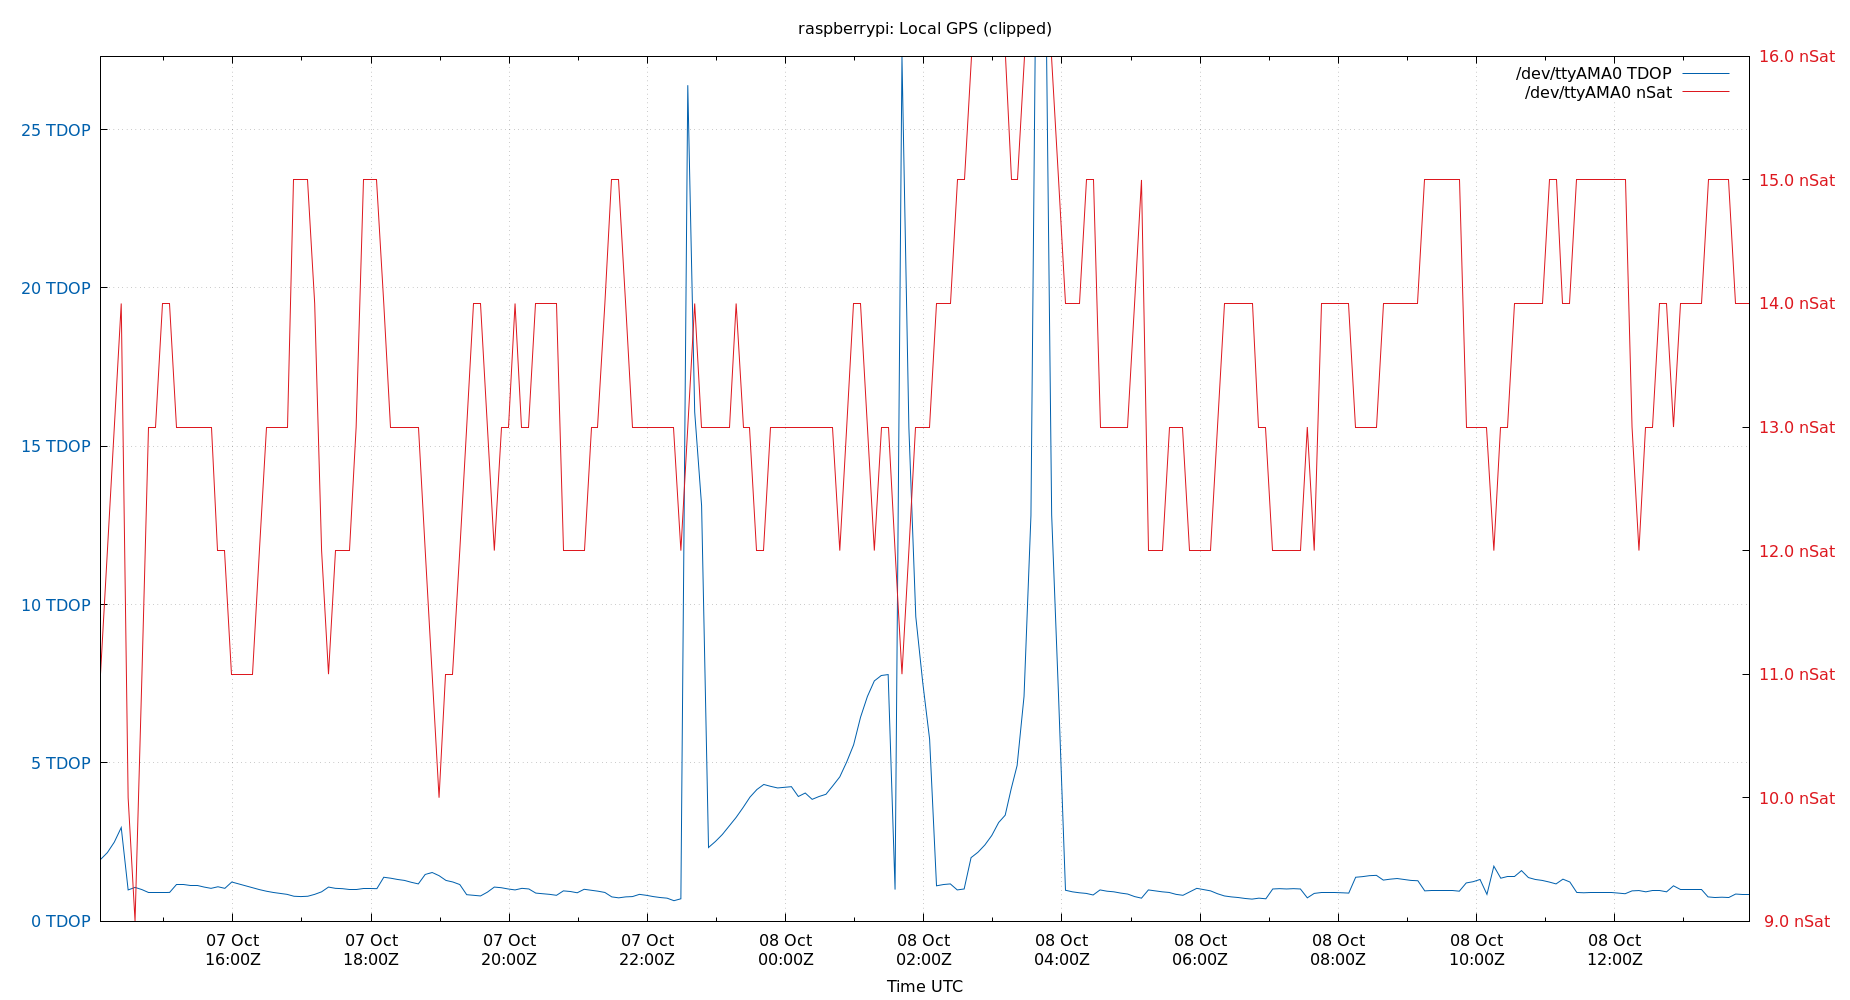 raspberrypi: Local GPS (clipped)
/dev/ttyAMA0 TDOP
/dev/ttyAMA0 nSat
25 TDOP
20 TDOP
15 TDOP
10 TDOP
5 TDOP
0 TDOP
16.0 nSat
15.0 nSat
14.0 nSat
13.0 nSat
12.0 nSat
11.0 nSat
10.0 nSat
9.0 nSat
07 Oct 07 Oct 07 Oct 07 Oct 08 Oct 08 Oct 08 Oct 08 Oct 08 Oct 08 Oct 08 Oct
16:00Z 18:00Z 20:00Z 22:00Z 00:00Z 02:00Z 04:00Z 06:00Z 08:00Z 10:00Z 12:00Z
Time UTC